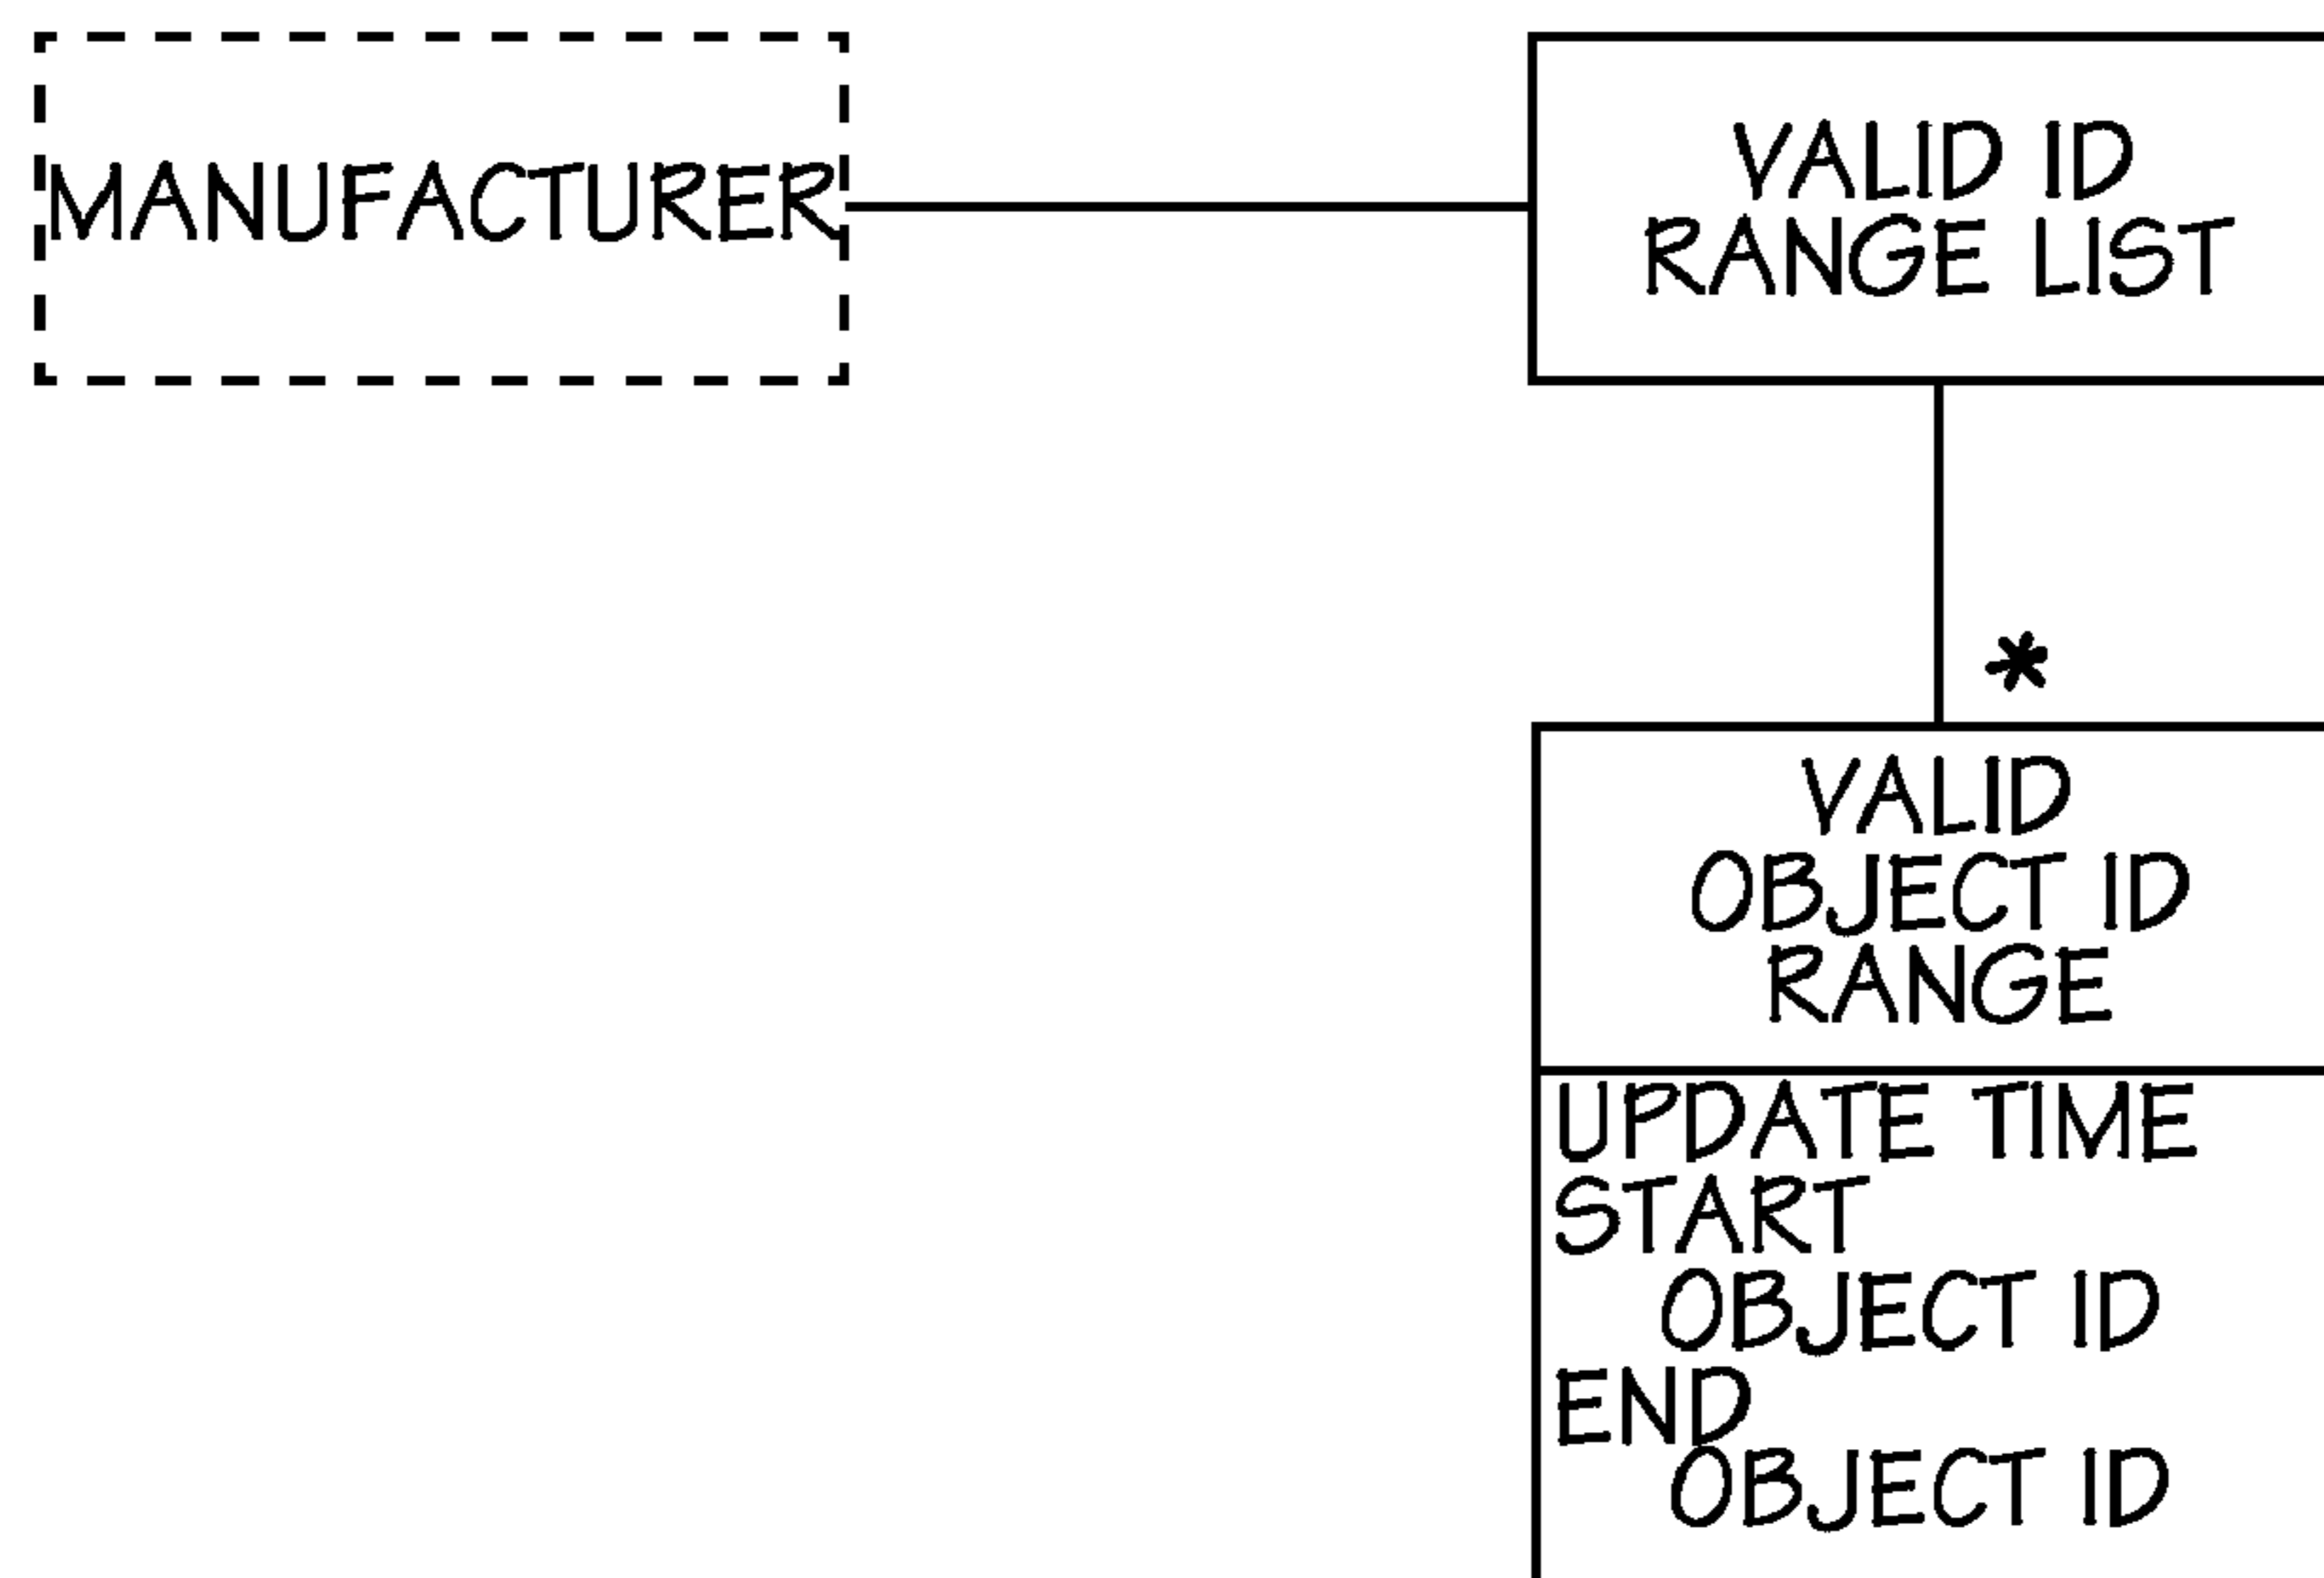 MANUFACTURER
VALID ID
RANGE LIST
*
VALID
OBJECT ID
RANGE
UPDATE TIME
START
OBJECT ID
END
OBJECT ID